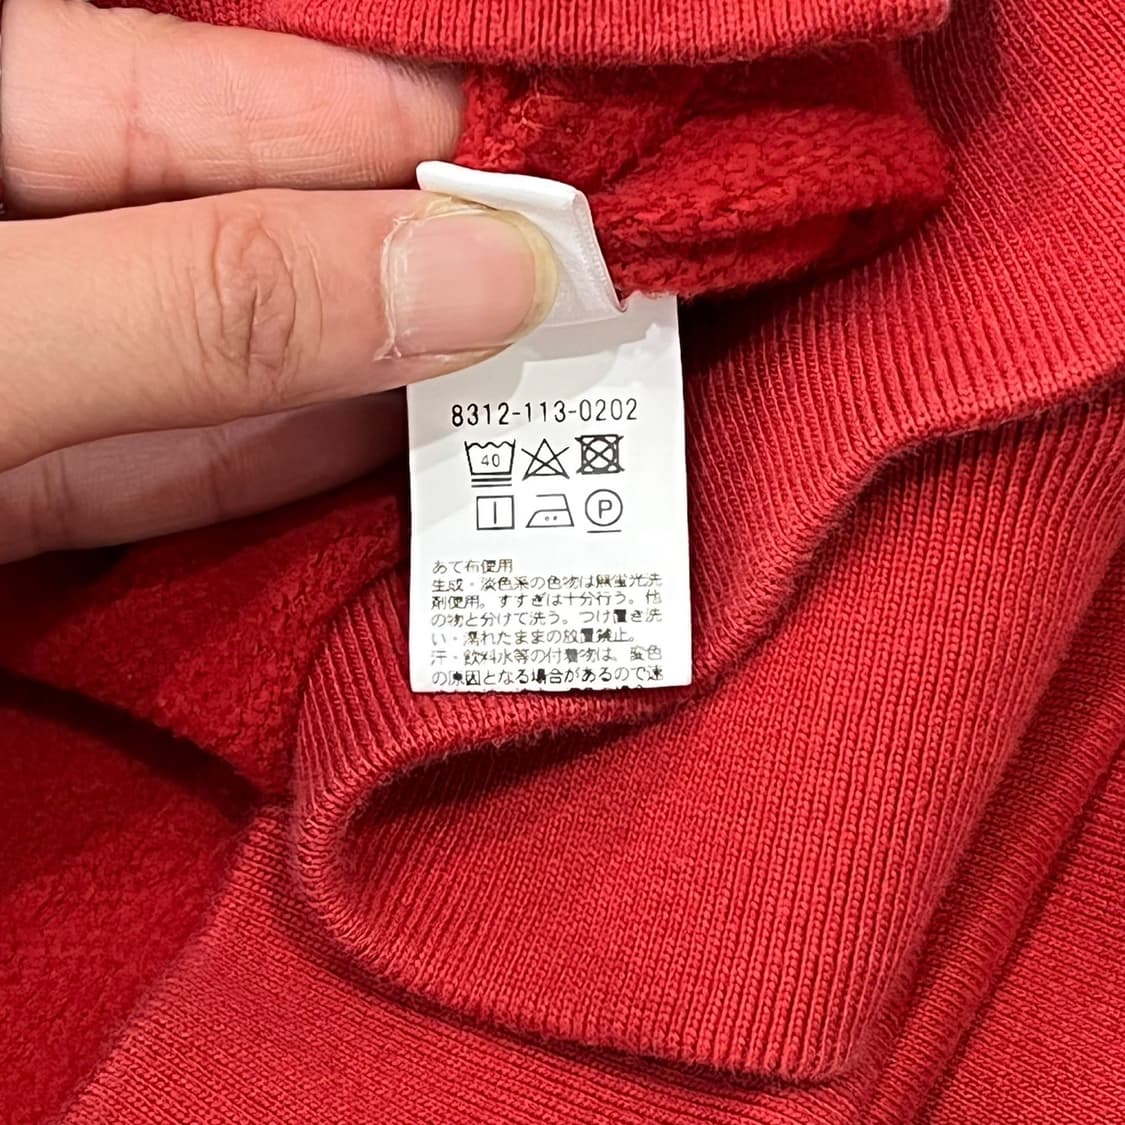 8312-113-0202
40
P
あて布使用
生成・淡色系の色物は無蛍光洗
剤使用。すすぎは十分行う。他
の物と分けて洗う。つけ置き洗
い・濡れたままの放置禁止。
汗・飲料水等の付着物は、変色
の原因となる場合があるので速